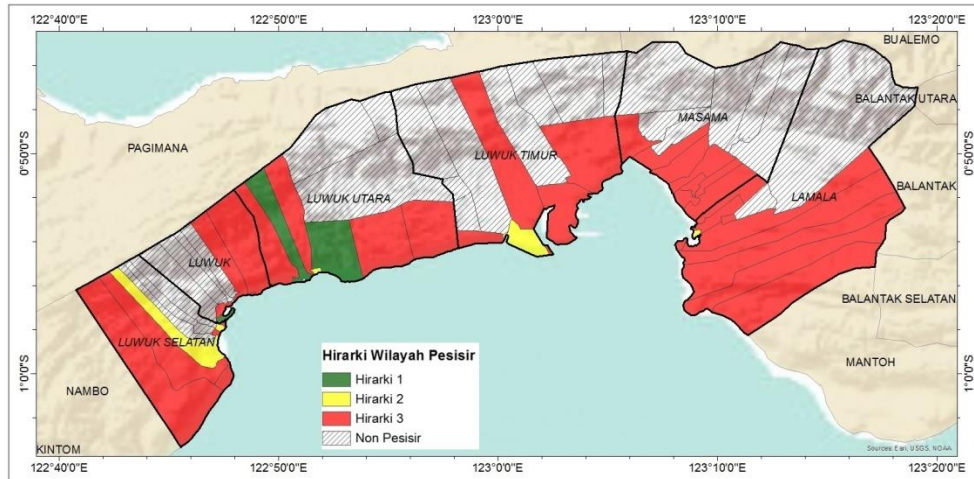 122°40'0"E
122°50'0"E
123°0'0"E
123°10'0"E
123°20'0"E
BUALEMO
BALANTAK UTARA
MASAMA
PAGIMANA
0°50'0"S
0°50'0"S
LUWUK TIMUR
LUWUK UTARA
LAMALA
BALANTAK
LUWUK
BALANTAK SELATAN
LUWUK SELATAN
MANTOH
1°0'0"S
1°0'0"S
NAMBO
Hirarki Wilayah Pesisir
Hirarki 1
Hirarki 2
Hirarki 3
Non Pesisir
KINTOM
Sources: Esri, USGS, NOAA
122°40'0"E
122°50'0"E
123°0'0"E
123°10'0"E
123°20'0"E